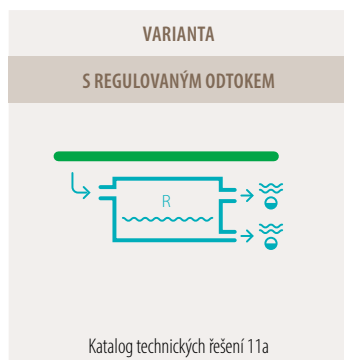 VARIANTA
S REGULOVANÝM ODTOKEM
R
Katalog technických řešení 11a